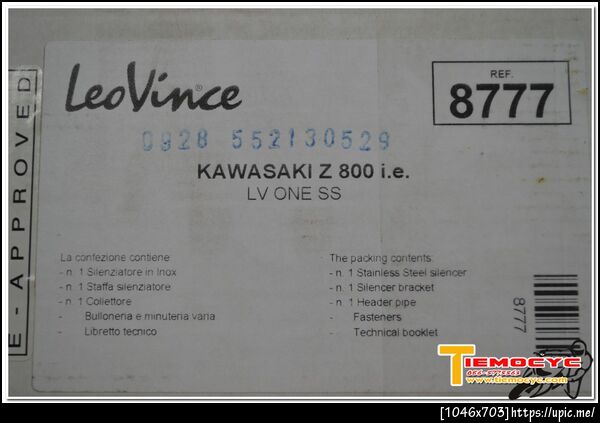 E-APPROVED
LeoVince®
REF.
8777
0928 552130529
KAWASAKI Z 800 i.e.
LV ONE SS
La confezione contiene:
- n. 1 Silenziatore in Inox
- n. 1 Staffa silenziatore
- n. 1 Collettore
- Bulloneria e minuteria varia
- Libretto tecnico
The packing contents:
- n. 1 Stainless Steel silencer
- n. 1 Silencer bracket
- n. 1 Header pipe
- Fasteners
- Technical booklet
8777
TIEMOCYC
www.tiemocyc.com
[1046x703]https://upic.me/